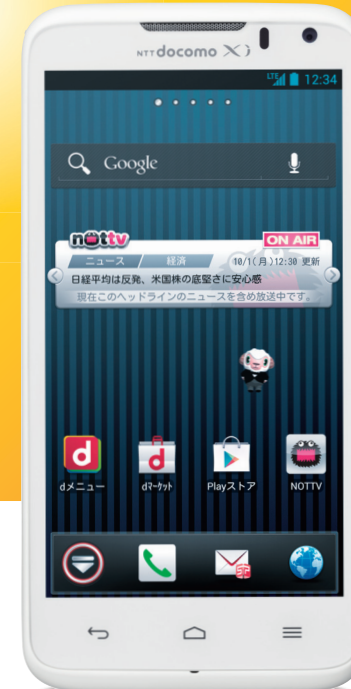 NTT docomo Xi
LTE 12:34
Google
nottv
ON AIR
ニュース / 経済 10/1(月)12:30 更新
日経平均は反発、米国株の底堅さに安心感
現在このヘッドラインのニュースを含め放送中です。
dメニュー dマーケット Playストア NOTTV